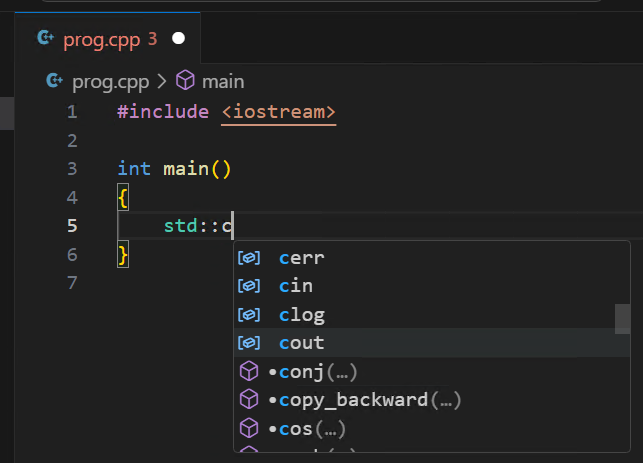 prog.cpp 3
prog.cpp > main
1 #include <iostream>
2
3 int main()
4 {
5 std::c
6 }
7
cerr
cin
clog
cout
•conj(…)
•copy_backward(…)
•cos(…)